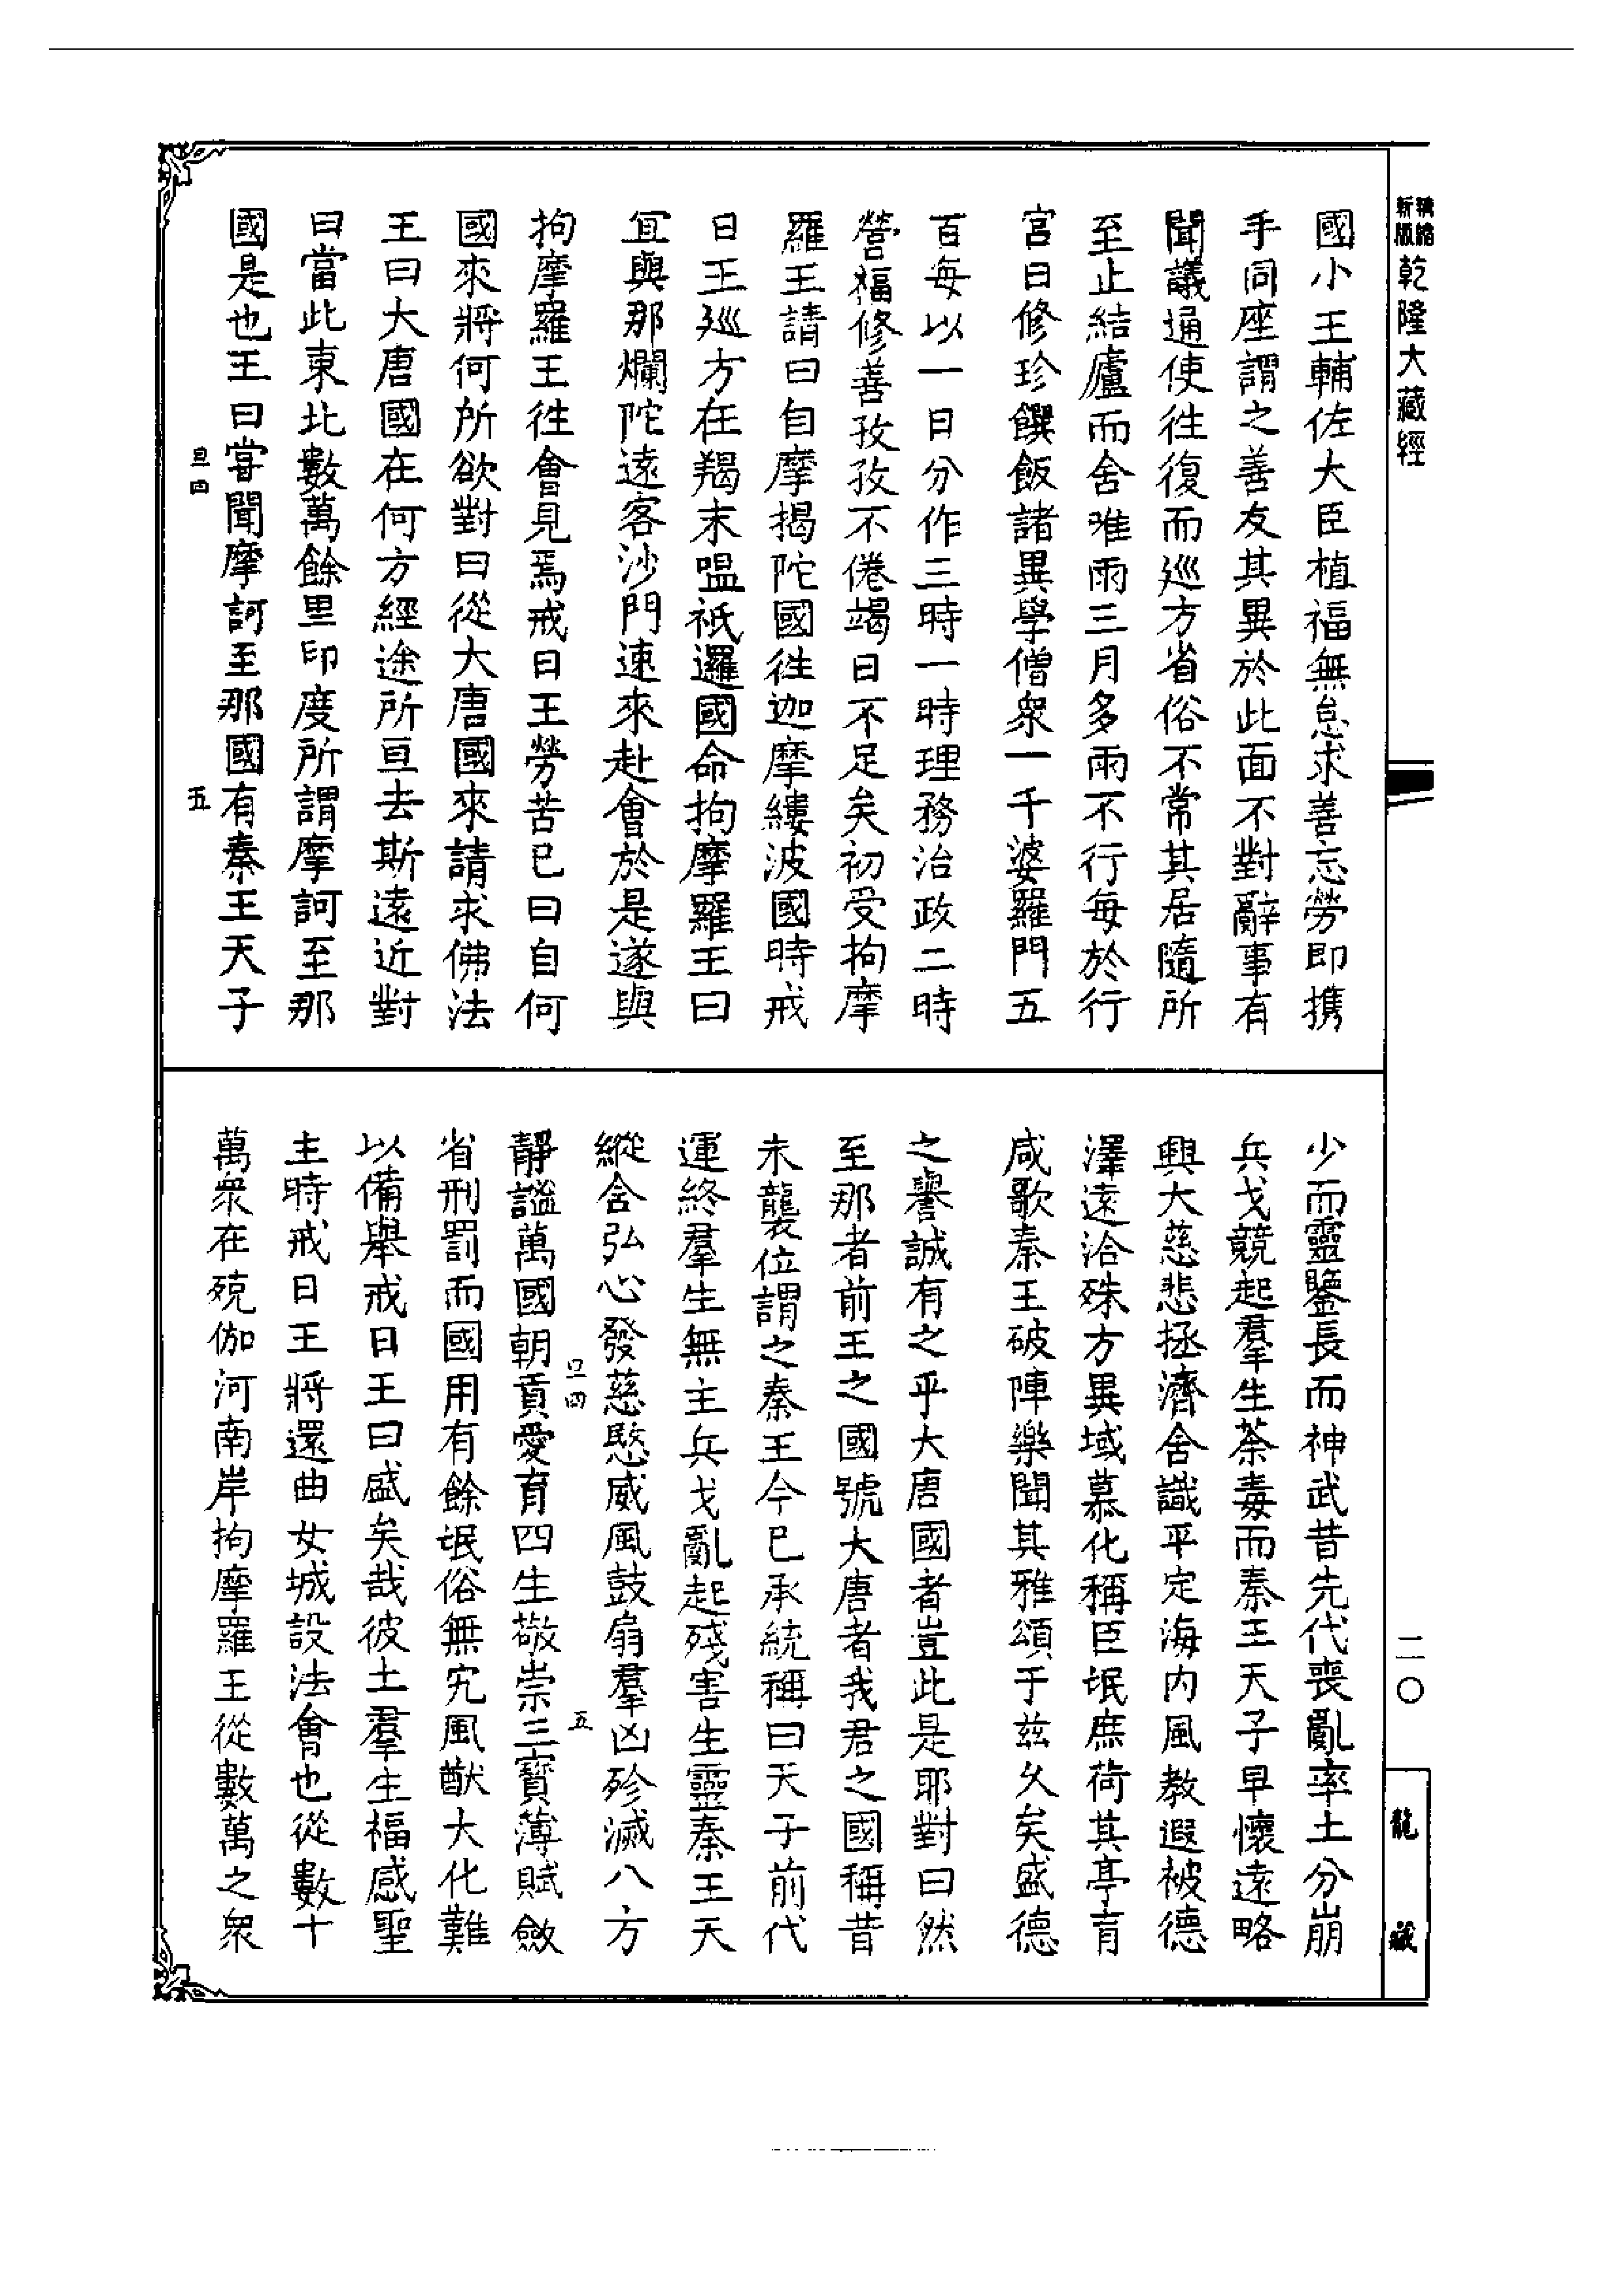 精縮
新版
乾隆大藏經
國小王輔佐大臣植福無怠求善忘勞即攜
手同座謂之善友其異於此面不對辭事有
聞議通使往復而巡方省俗不常其居隨所
至止結廬而舍唯雨三月多雨不行每於行
宮日修珍饌飯諸異學僧衆一千婆羅門五
百每以一日分作三時一時理務治政二時
營福修善孜孜不倦竭日不足矣初受拘摩
羅王請曰自摩揭陀國往迦摩縷波國時戒
日王巡方在羯末嗢祇邏國命拘摩羅王曰
宜與那爛陀遠客沙門速來赴會於是遂與
拘摩羅王往會見焉戒日王勞苦已曰自何
國來將何所欲對曰從大唐國來請求佛法
王曰大唐國在何方經途所亘去斯遠近對
曰當此東北數萬餘里印度所謂摩訶至那
國是也王曰嘗聞摩訶至那國有秦王天子
旦四
五
少而靈鑒長而神武昔先代喪亂率土分崩
兵戈競起羣生荼毒而秦王天子早懷遠略
興大慈悲拯濟含識平定海內風教遐被德
澤遠洽殊方異域慕化稱臣氓庶荷其亭育
咸歌秦王破陣樂聞其雅頌于茲久矣盛德
之譽誠有之乎大唐國者豈此是耶對曰然
至那者前王之國號大唐者我君之國稱昔
未襲位謂之秦王今已承統稱曰天子前代
運終羣生無主兵戈亂起殘害生靈秦王天
縱含弘心發慈愍威風鼓扇羣凶殄滅八方
靜謐萬國朝貢愛育四生敬崇三寶薄賦斂
旦四
五
省刑罰而國用有餘氓俗無宄風猷大化難
以備舉戒日王曰盛矣哉彼土羣生福感聖
主時戒日王將還曲女城設法會也從數十
萬衆在殑伽河南岸拘摩羅王從數萬之衆
二〇
龍藏